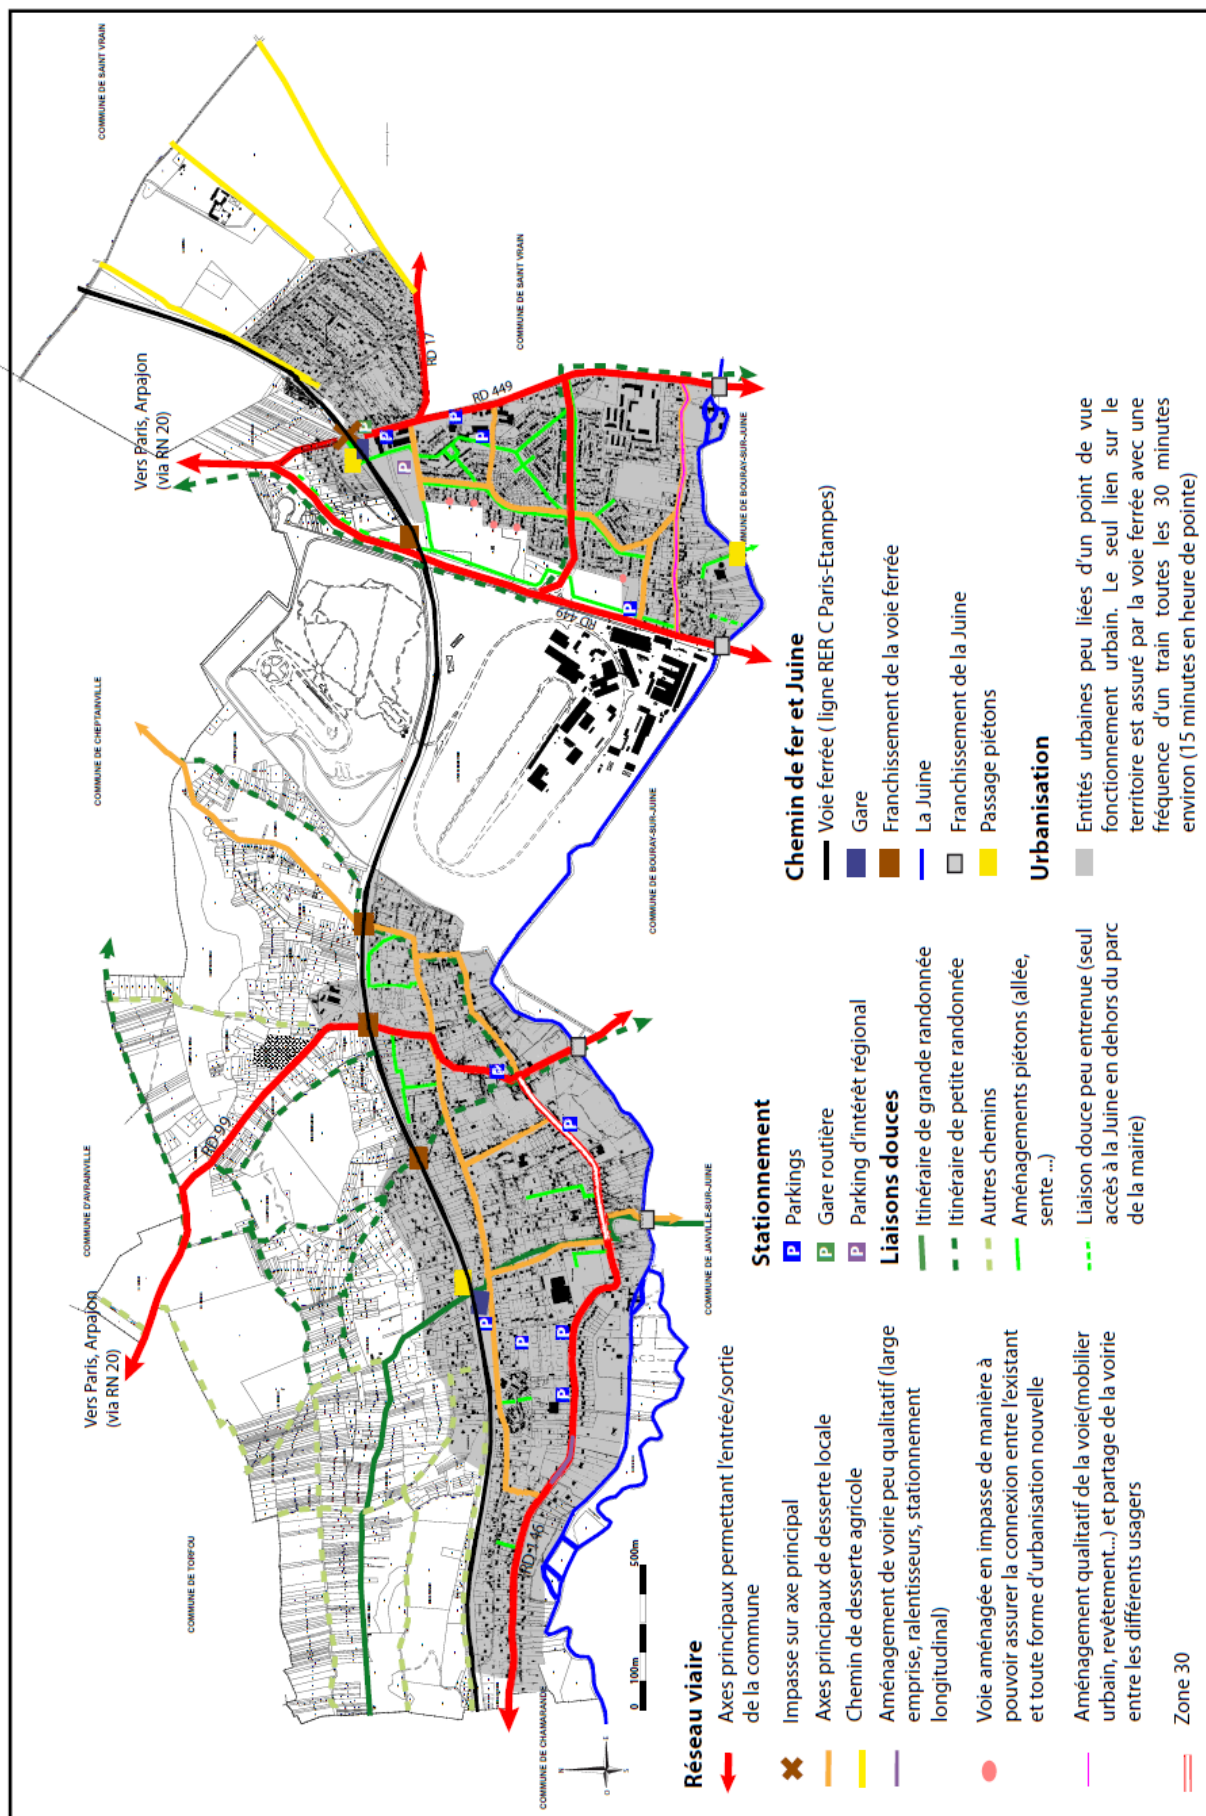 COMMUNE DE SAINT VRAIN
Vers Paris, Arpajon
(via RN 20)
COMMUNE DE SAINT VRAIN
RD 17
RD 449
RD 449
COMMUNE DE CHEPTAINVILLE
MUNE DE BOURAY-SUR-JUINE
COMMUNE DE BOURAY-SUR-JUINE
COMMUNE D'AVRAINVILLE
RD 99
Vers Paris, Arpajon
(via RN 20)
COMMUNE DE JANVILLE-SUR-JUINE
COMMUNE DE TORFOU
RD 146
COMMUNE DE CHAMARANDE
P
P
P
P
P
P
P
P
P
P
P
P
P
N
E
S
O
0
100m
500m
Réseau viaire
Axes principaux permettant l'entrée/sortie
de la commune
Impasse sur axe principal
Axes principaux de desserte locale
Chemin de desserte agricole
Aménagement de voirie peu qualitatif (large
emprise, ralentisseurs, stationnement
longitudinal)
Voie aménagée en impasse de manière à
pouvoir assurer la connexion entre l'existant
et toute forme d'urbanisation nouvelle
Aménagement qualitatif de la voie(mobilier
urbain, revêtement...) et partage de la voirie
entre les différents usagers
Zone 30
Stationnement
P Parkings
P Gare routière
P Parking d'intérêt régional
Liaisons douces
Itinéraire de grande randonnée
Itinéraire de petite randonnée
Autres chemins
Aménagements piétons (allée,
sente ...)
Liaison douce peu entrenue (seul
accès à la Juine en dehors du parc
de la mairie)
Chemin de fer et Juine
Voie ferrée ( ligne RER C Paris-Etampes)
Gare
Franchissement de la voie ferrée
La Juine
Franchissement de la Juine
Passage piétons
Urbanisation
Entités urbaines peu liées d'un point de vue
fonctionnement urbain. Le seul lien sur le
territoire est assuré par la voie ferrée avec une
fréquence d'un train toutes les 30 minutes
environ (15 minutes en heure de pointe)